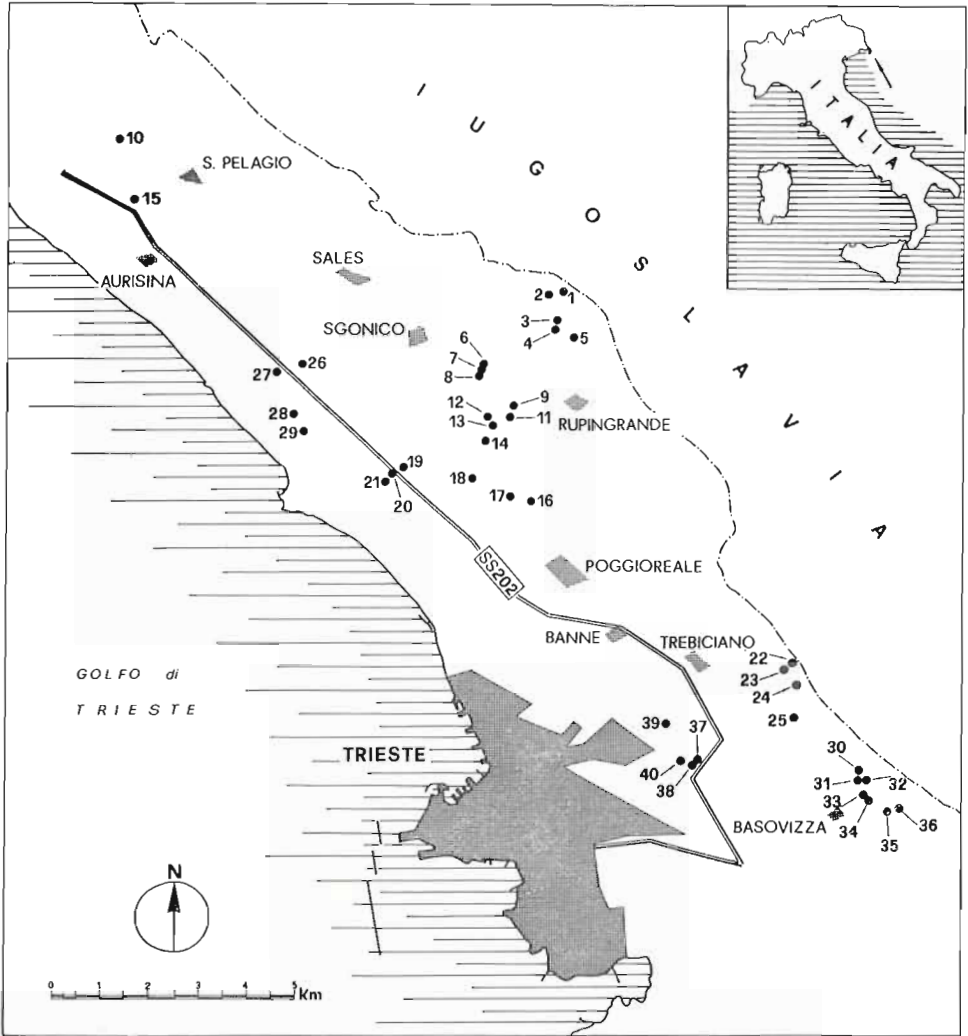 IUGOSLAVIA
ITALIA
10
S. PELAGIO
15
AURISINA
SALES
SGONICO
2
1
3
4
5
6
7
8
9
12
11
13
14
RUPINGRANDE
26
27
28
29
19
21
20
18
17
16
SS202
POGGIOREALE
BANNE
TREBICIANO
22
23
24
25
GOLFO di
TRIESTE
TRIESTE
39
37
40
38
30
31
32
33
34
BASOVIZZA
36
35
N
0 1 2 5 Km